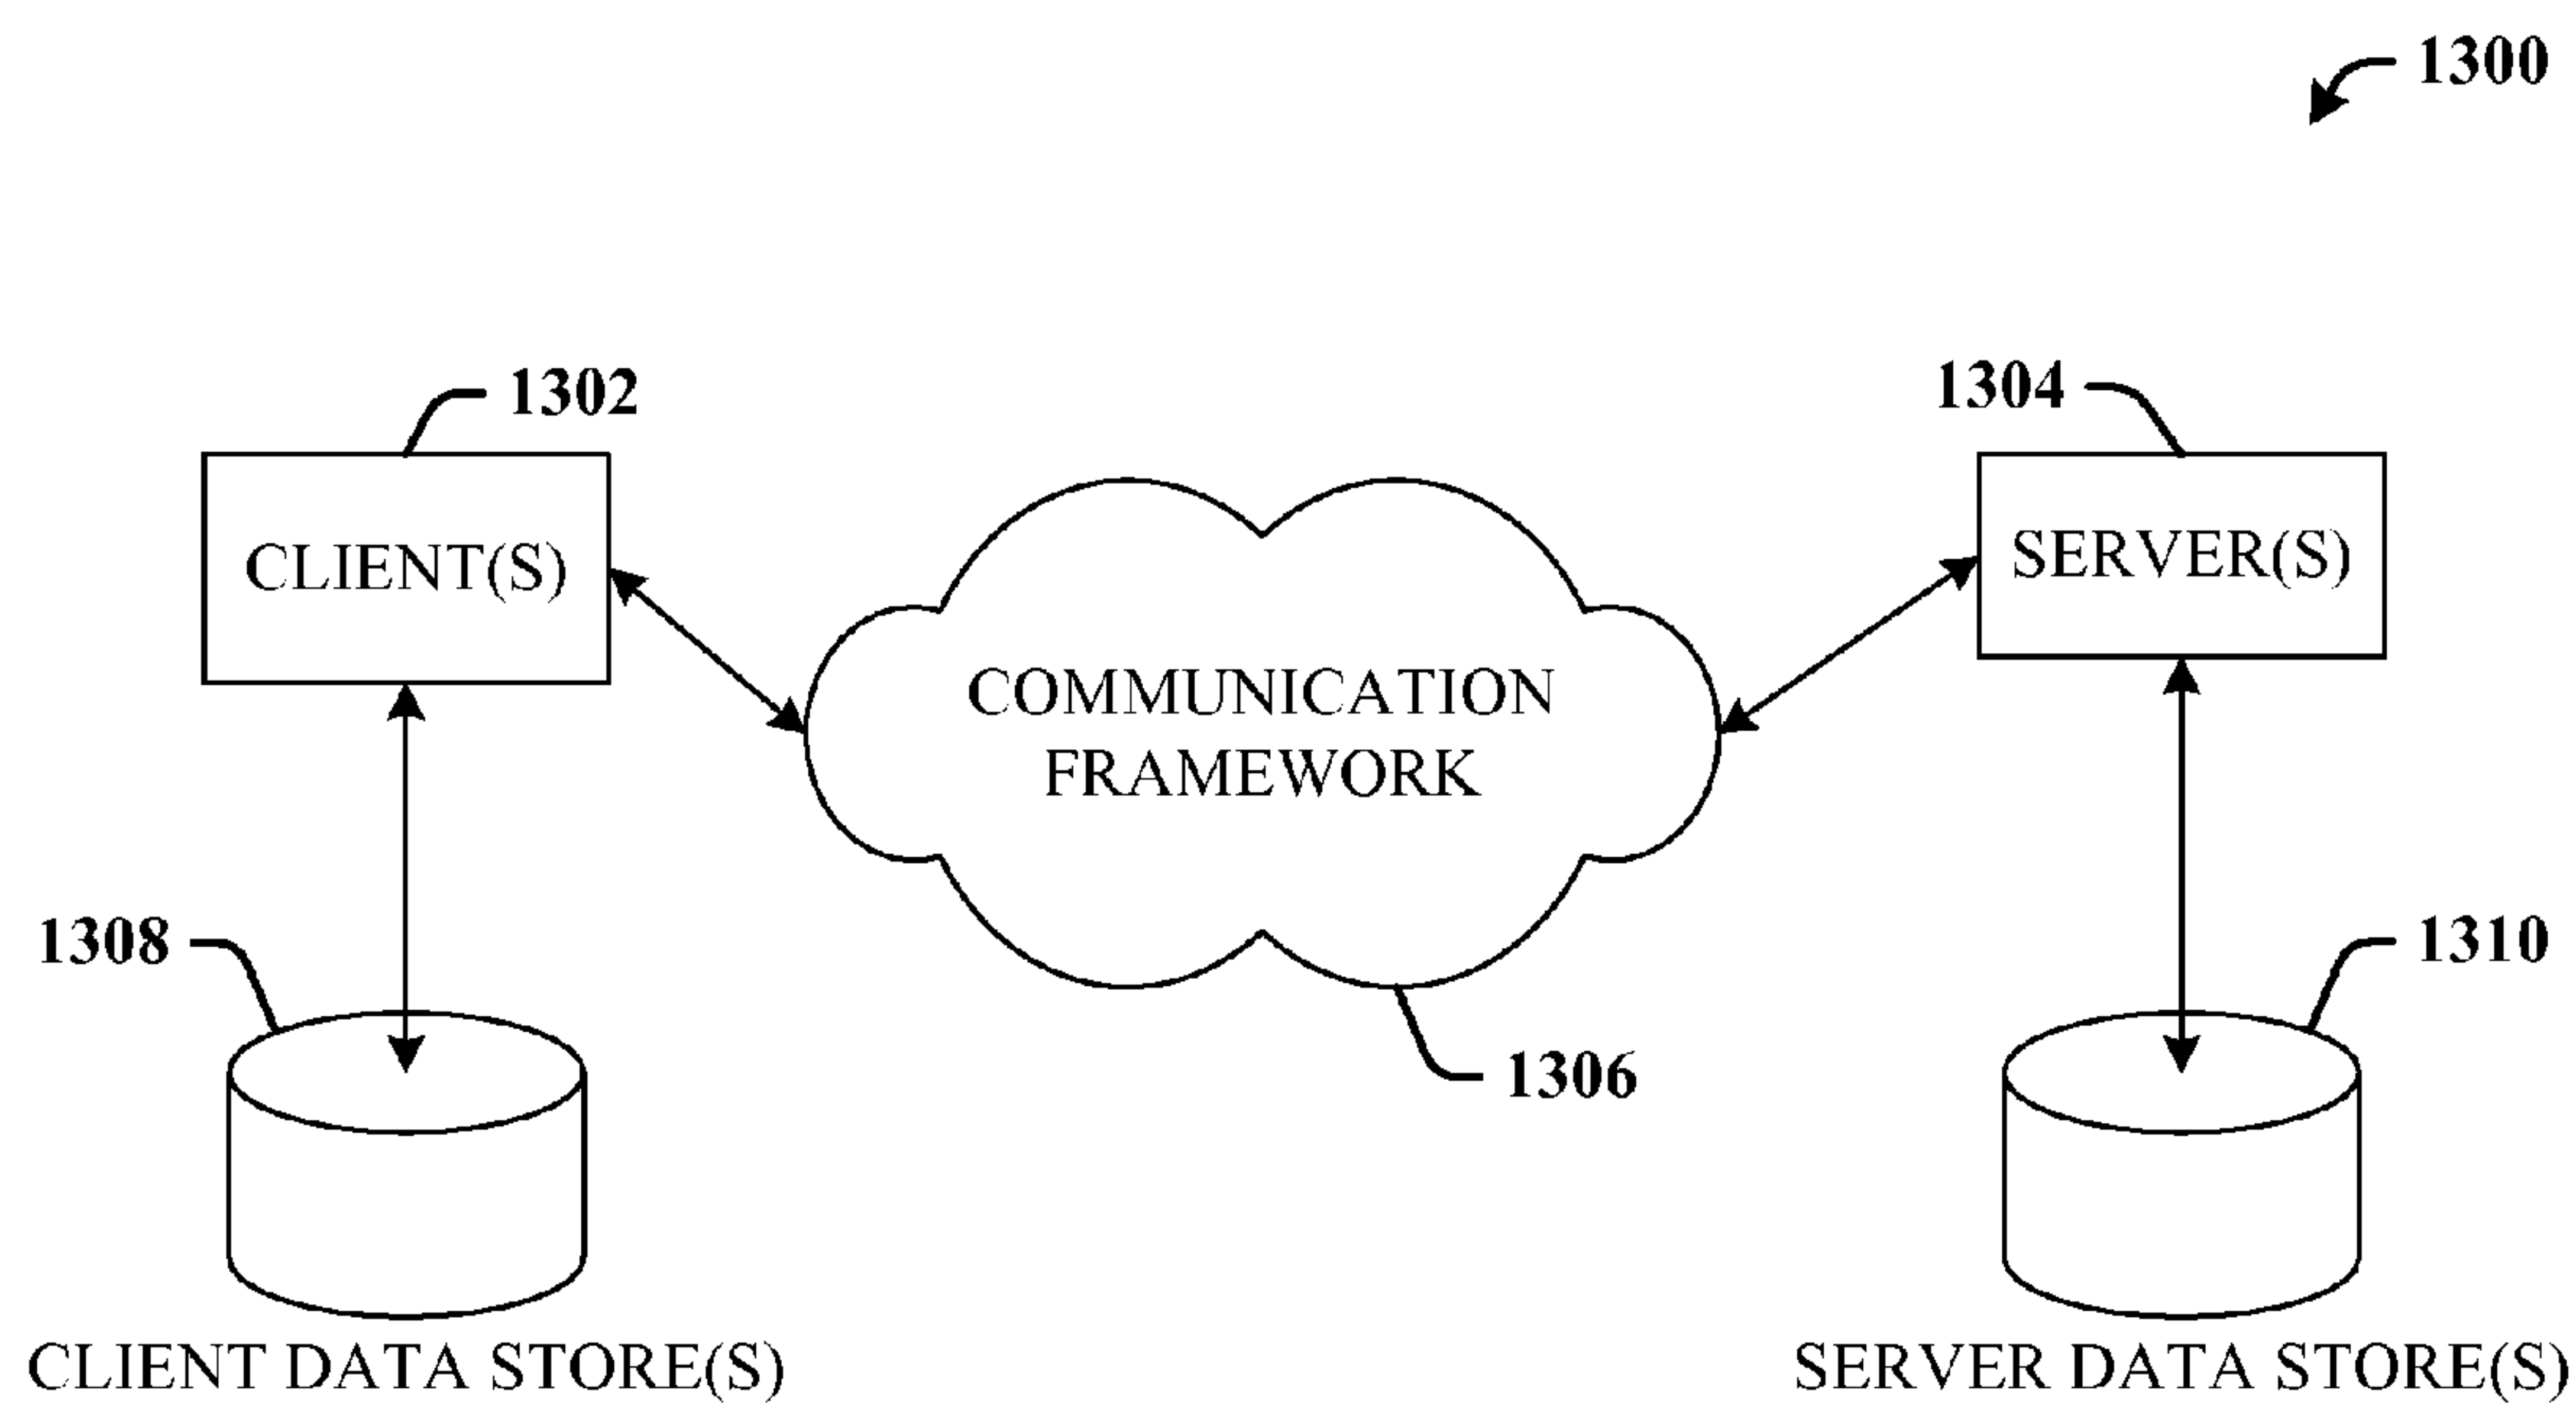 1300
1302
1304
CLIENT(S)
SERVER(S)
COMMUNICATION
FRAMEWORK
1308
1310
1306
CLIENT DATA STORE(S)
SERVER DATA STORE(S)